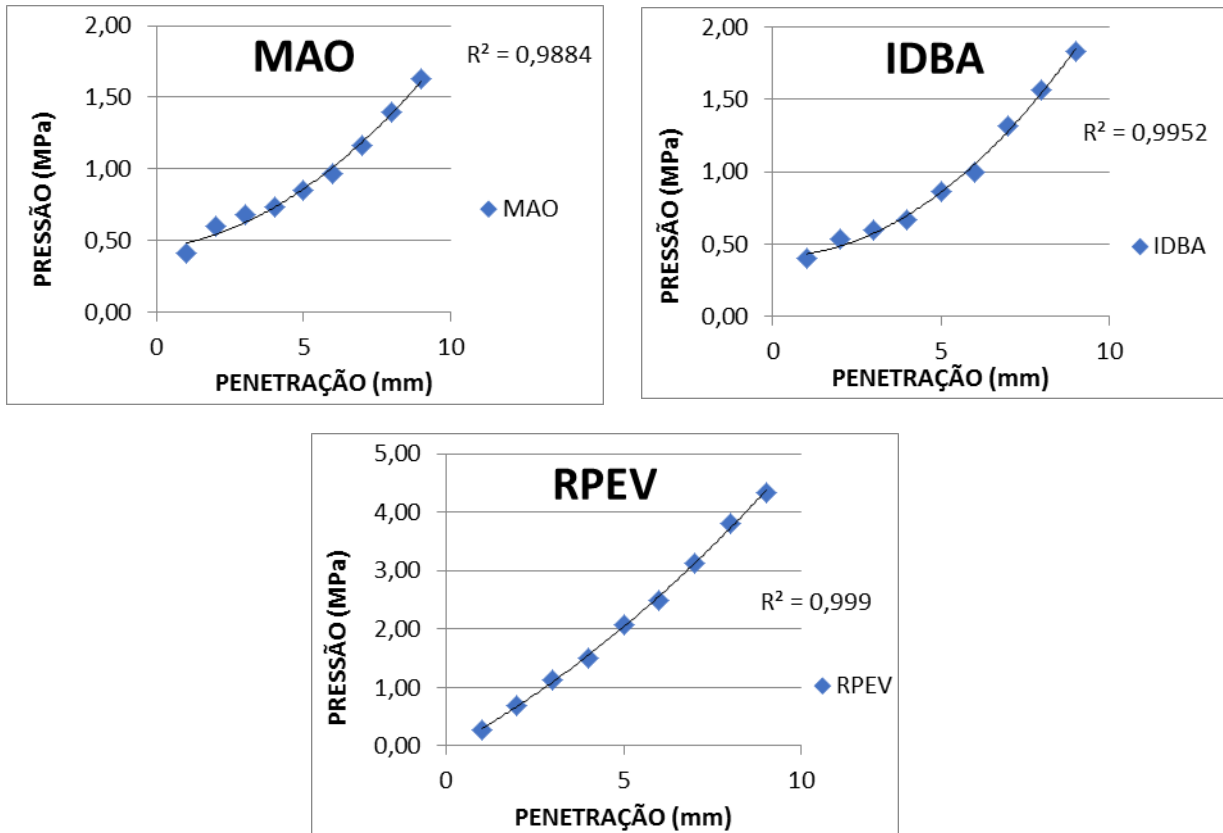 MAO
R² = 0,9884
PRESSÃO (MPa)
2,00
1,50
1,00
0,50
0,00
MAO
0
5
10
PENETRAÇÃO (mm)
IDBA
R² = 0,9952
PRESSÃO (MPa)
2,00
1,50
1,00
0,50
0,00
IDBA
0
5
10
PENETRAÇÃO (mm)
RPEV
R² = 0,999
PRESSÃO (MPa)
5,00
4,00
3,00
2,00
1,00
0,00
RPEV
0
5
10
PENETRAÇÃO (mm)